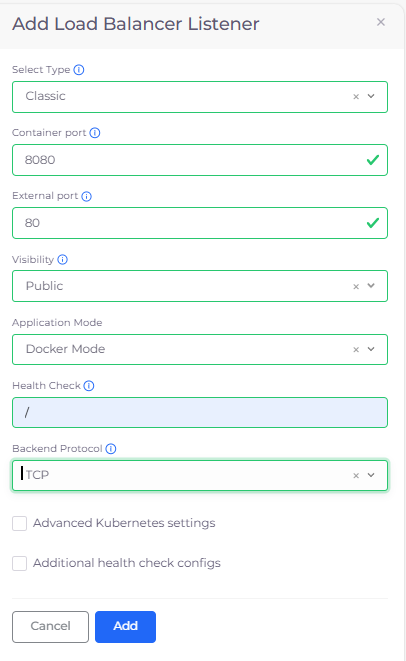 Add Load Balancer Listener
Select Type
Classic
Container port
8080
External port
80
Visibility
Public
Application Mode
Docker Mode
Health Check
/
Backend Protocol
TCP
Advanced Kubernetes settings
Additional health check configs
Cancel Add